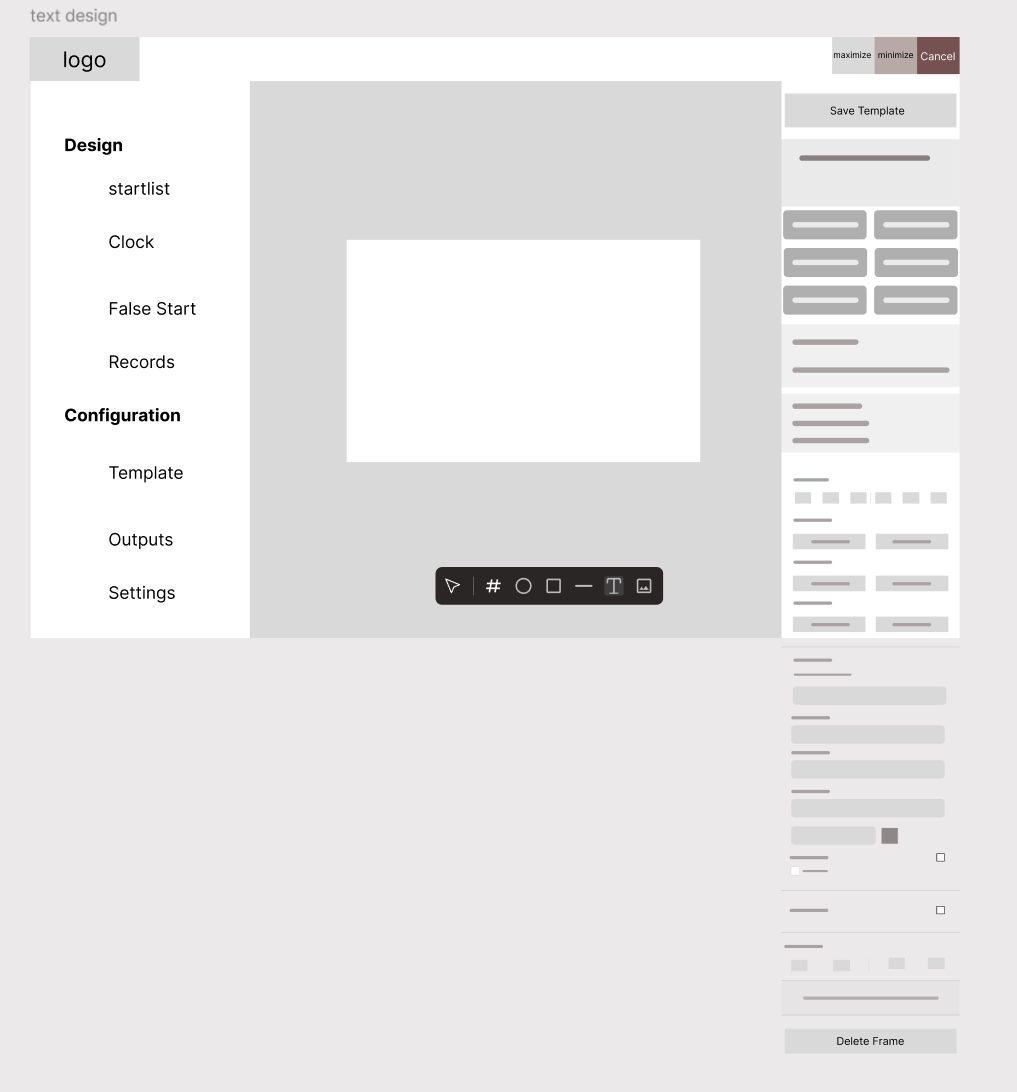 text design
logo
maximize minimize Cancel
Save Template
Design
startlist
Clock
False Start
Records
Configuration
Template
Outputs
Settings
Delete Frame